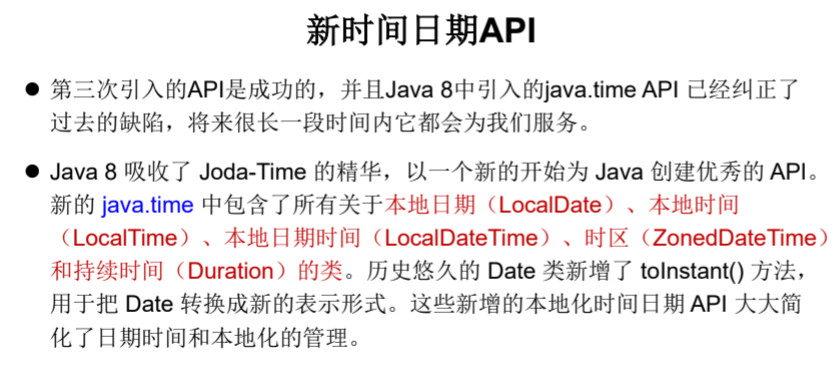 新时间日期API
● 第三次引入的API是成功的，并且Java 8中引入的java.time API 已经纠正了
过去的缺陷，将来很长一段时间内它都会为我们服务。
● Java 8 吸收了 Joda-Time 的精华，以一个新的开始为 Java 创建优秀的 API。
新的 java.time 中包含了所有关于本地日期（LocalDate）、本地时间
（LocalTime）、本地日期时间（LocalDateTime）、时区（ZonedDateTime）
和持续时间（Duration）的类。历史悠久的 Date 类新增了 toInstant() 方法，
用于把 Date 转换成新的表示形式。这些新增的本地化时间日期 API 大大简
化了日期时间和本地化的管理。